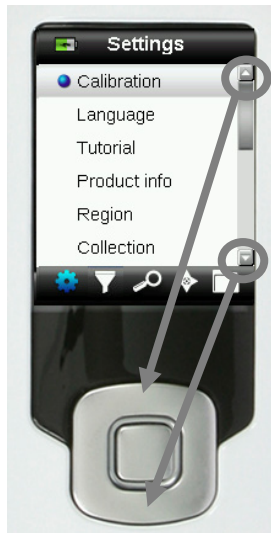 Settings
Calibration
Language
Tutorial
Product info
Region
Collection